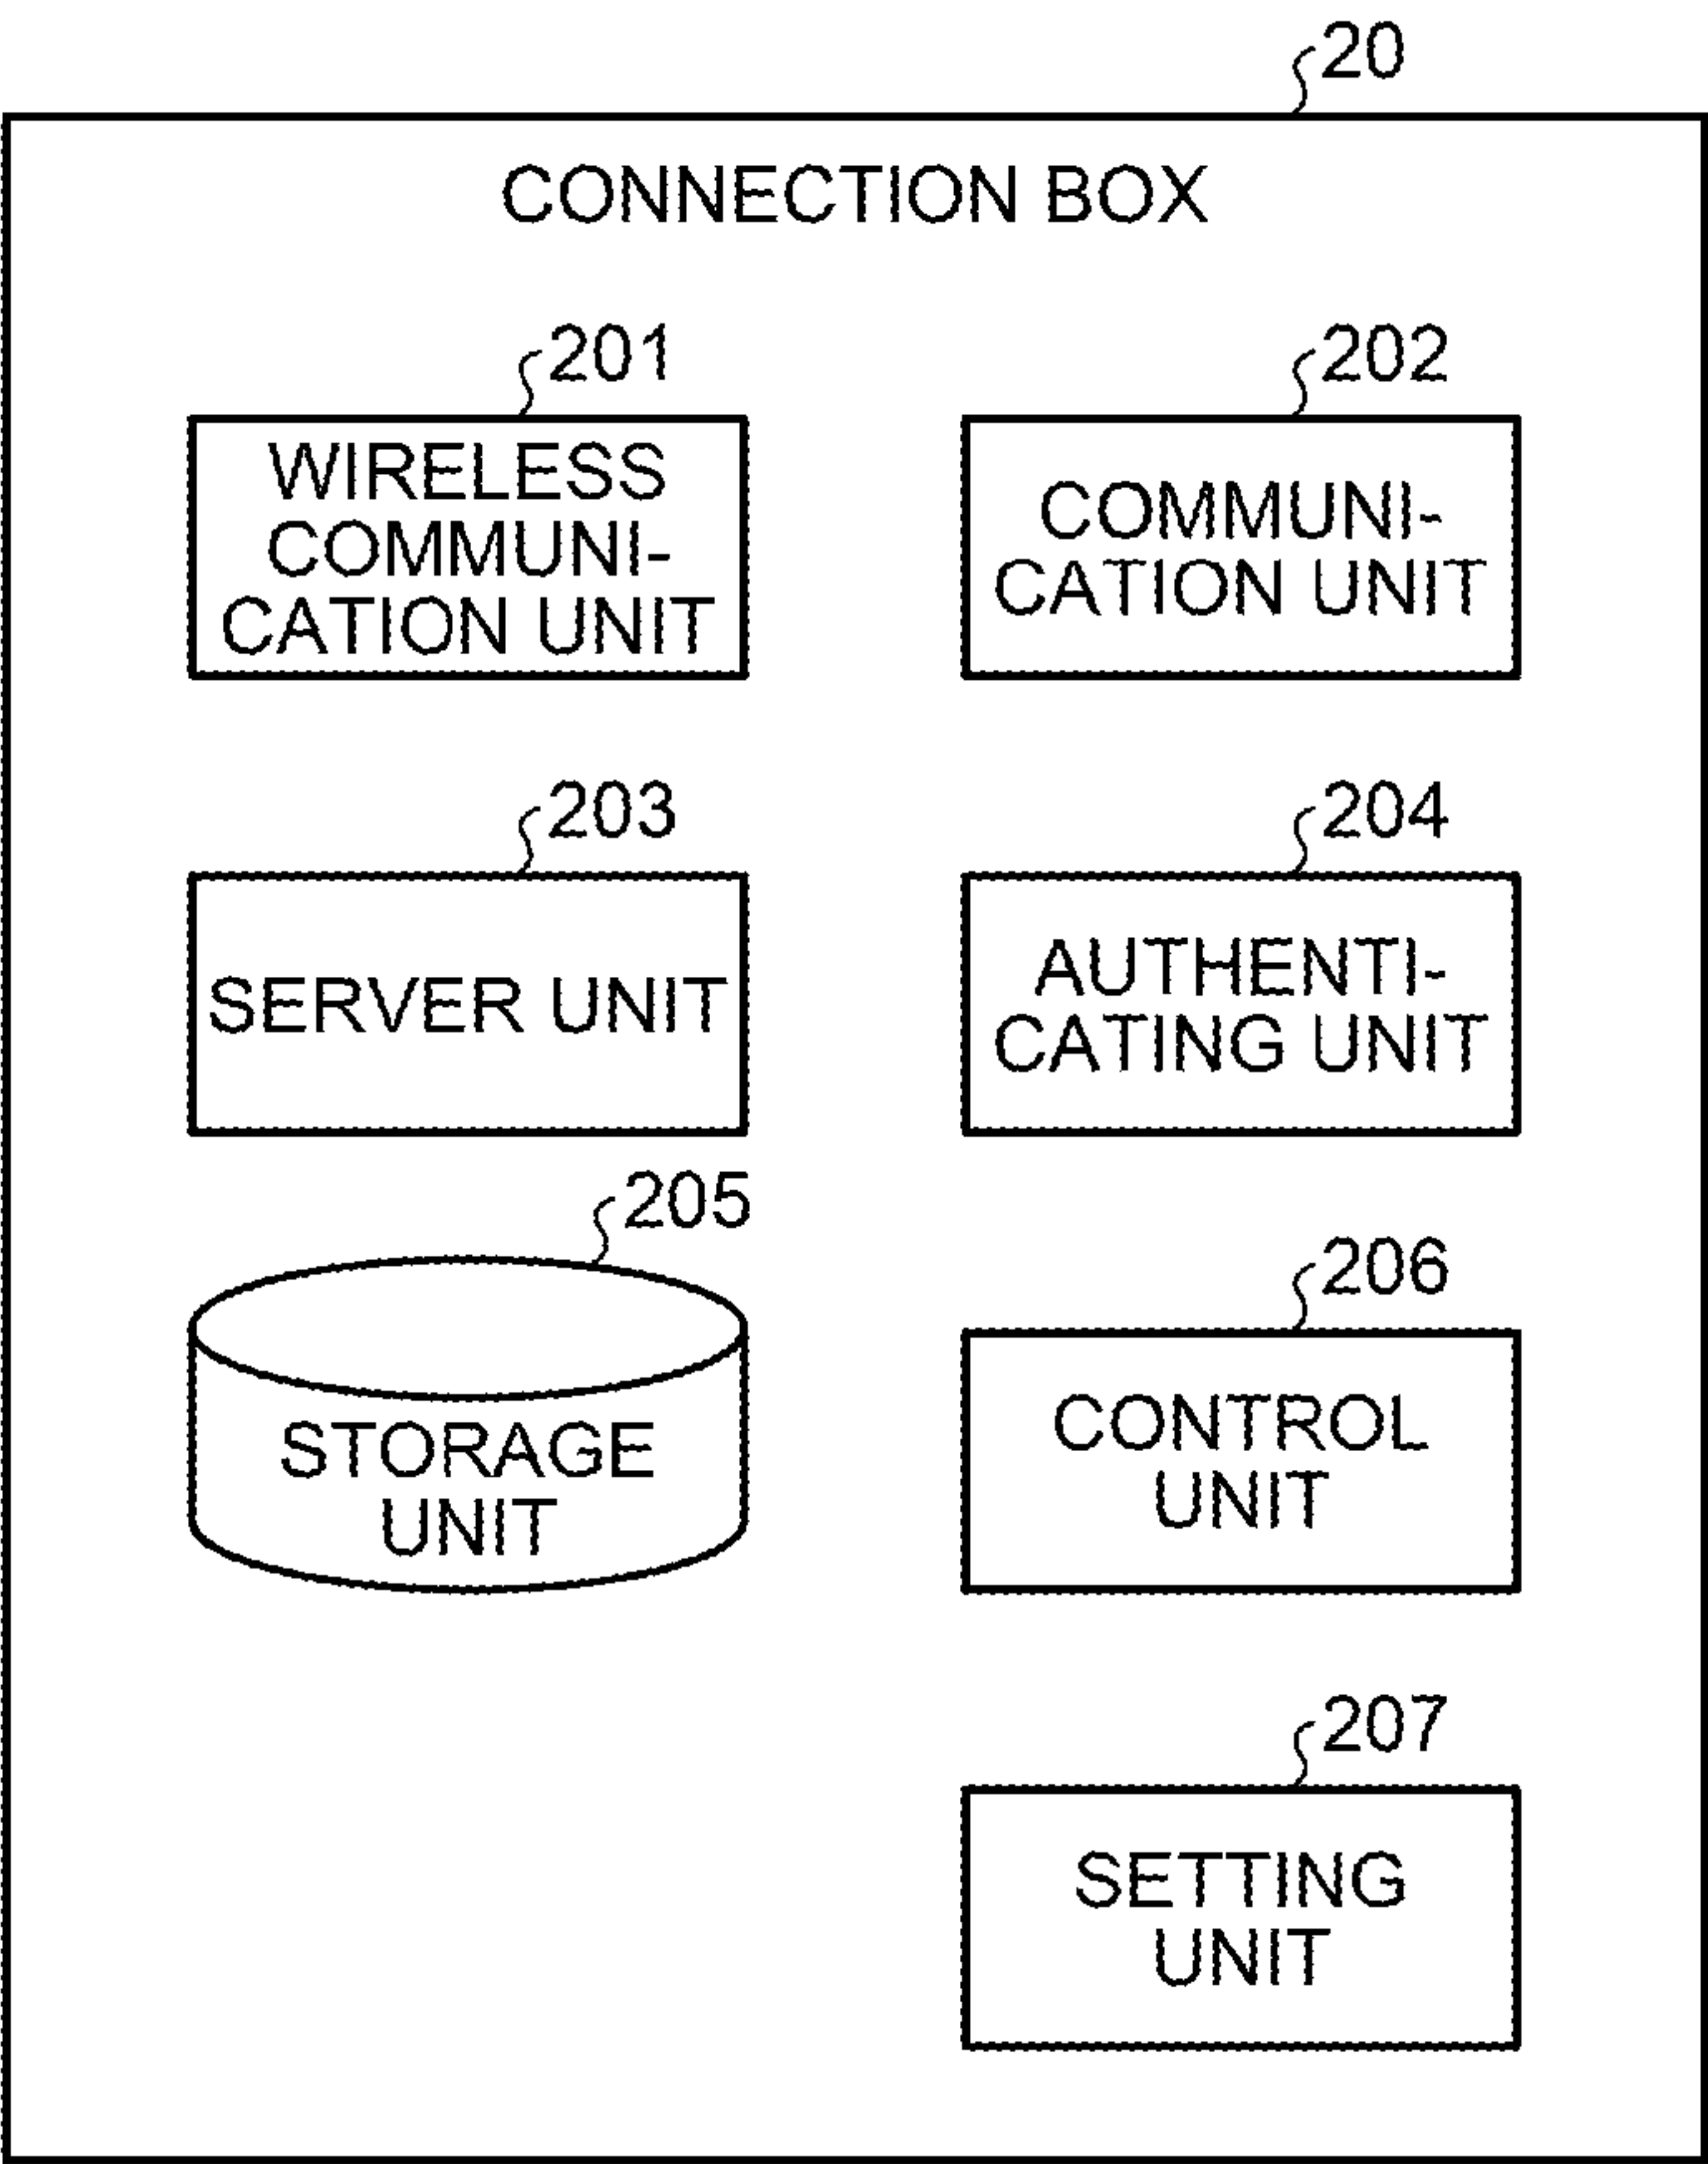 20
CONNECTION BOX
201
WIRELESS
COMMUNI-
CATION UNIT
202
COMMUNI-
CATION UNIT
203
SERVER UNIT
204
AUTHENTI-
CATING UNIT
205
STORAGE
UNIT
206
CONTROL
UNIT
207
SETTING
UNIT